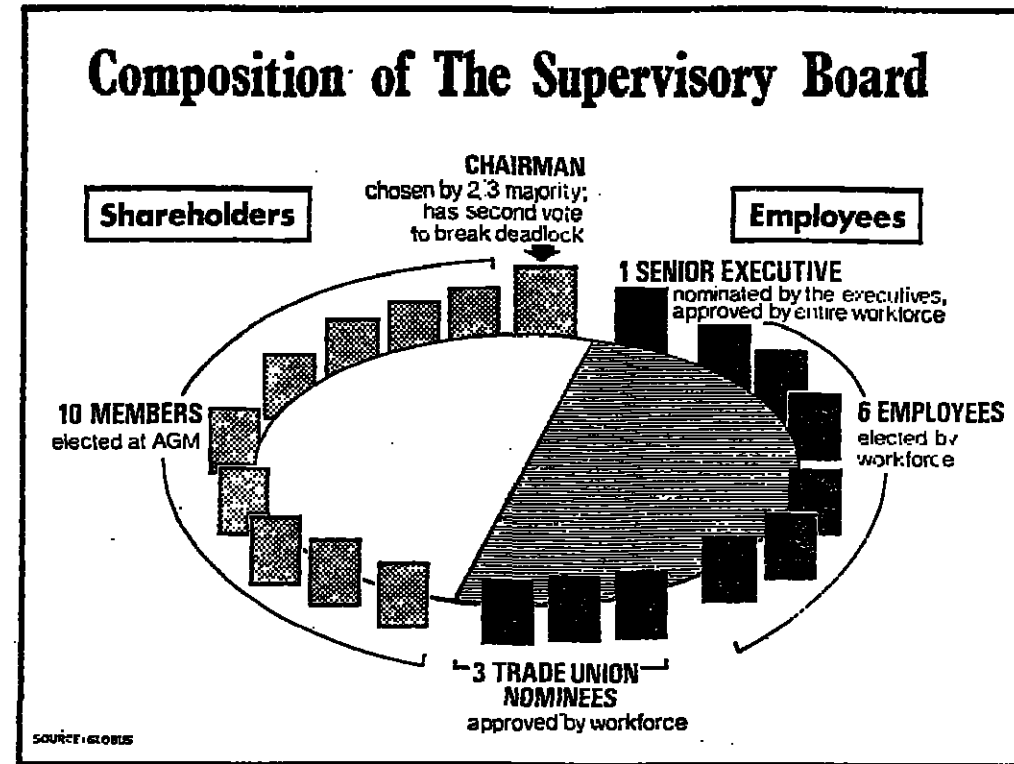 Composition of The Supervisory Board
CHAIRMAN
chosen by 2/3 majority;
has second vote
to break deadlock
Shareholders
Employees
1 SENIOR EXECUTIVE
nominated by the executives,
approved by entire workforce
10 MEMBERS
elected at AGM
6 EMPLOYEES
elected by
workforce
3 TRADE UNION
NOMINEES
approved by workforce
SOURCE: GLOBUS